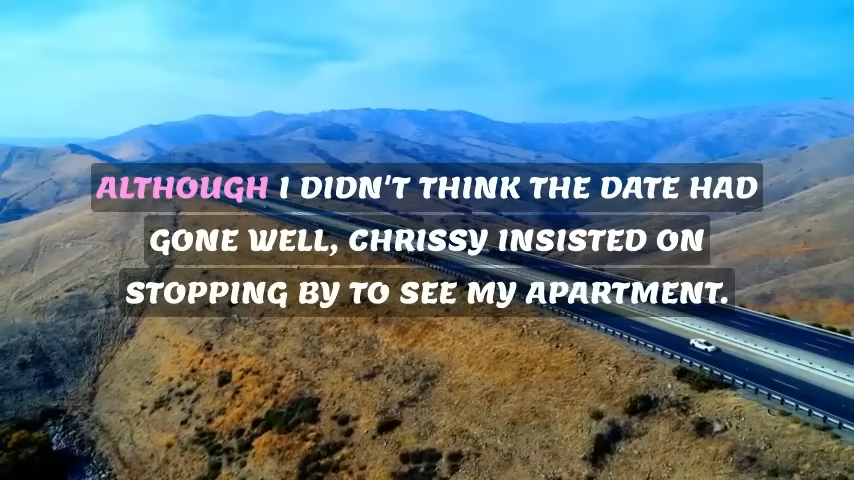 ALTHOUGH I DIDN'T THINK THE DATE HAD
GONE WELL, CHRISSY INSISTED ON
STOPPING BY TO SEE MY APARTMENT.